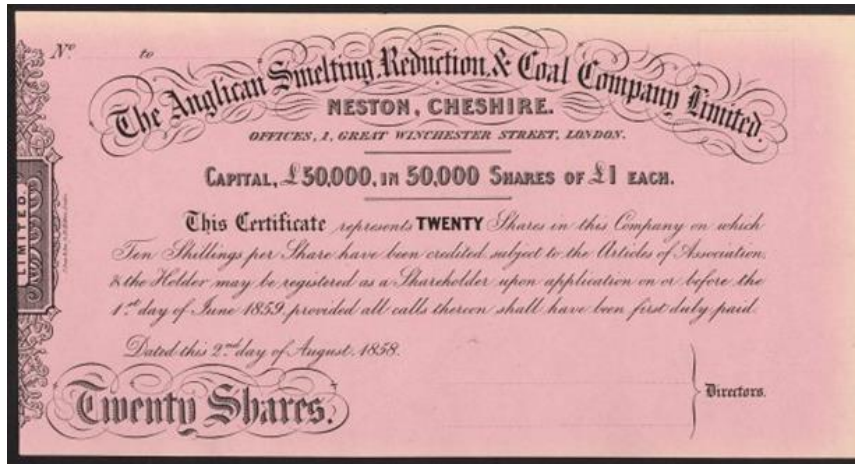 Nº to
The Anglican Smelting, Reduction, & Coal Company Limited.
NESTON, CHESHIRE.
OFFICES, 1, GREAT WINCHESTER STREET, LONDON.
CAPITAL, £50,000, IN 50,000 SHARES OF £1 EACH.
This Certificate represents TWENTY Shares in this Company on which
Ten Shillings per Share have been credited subject to the Articles of Association,
& the Holder may be registered as a Shareholder upon application on or before the
1st day of June 1859, provided all calls thereon shall have been first duly paid.
Dated this 2nd day of August, 1858.
Twenty Shares.
Directors.
LIMITED.